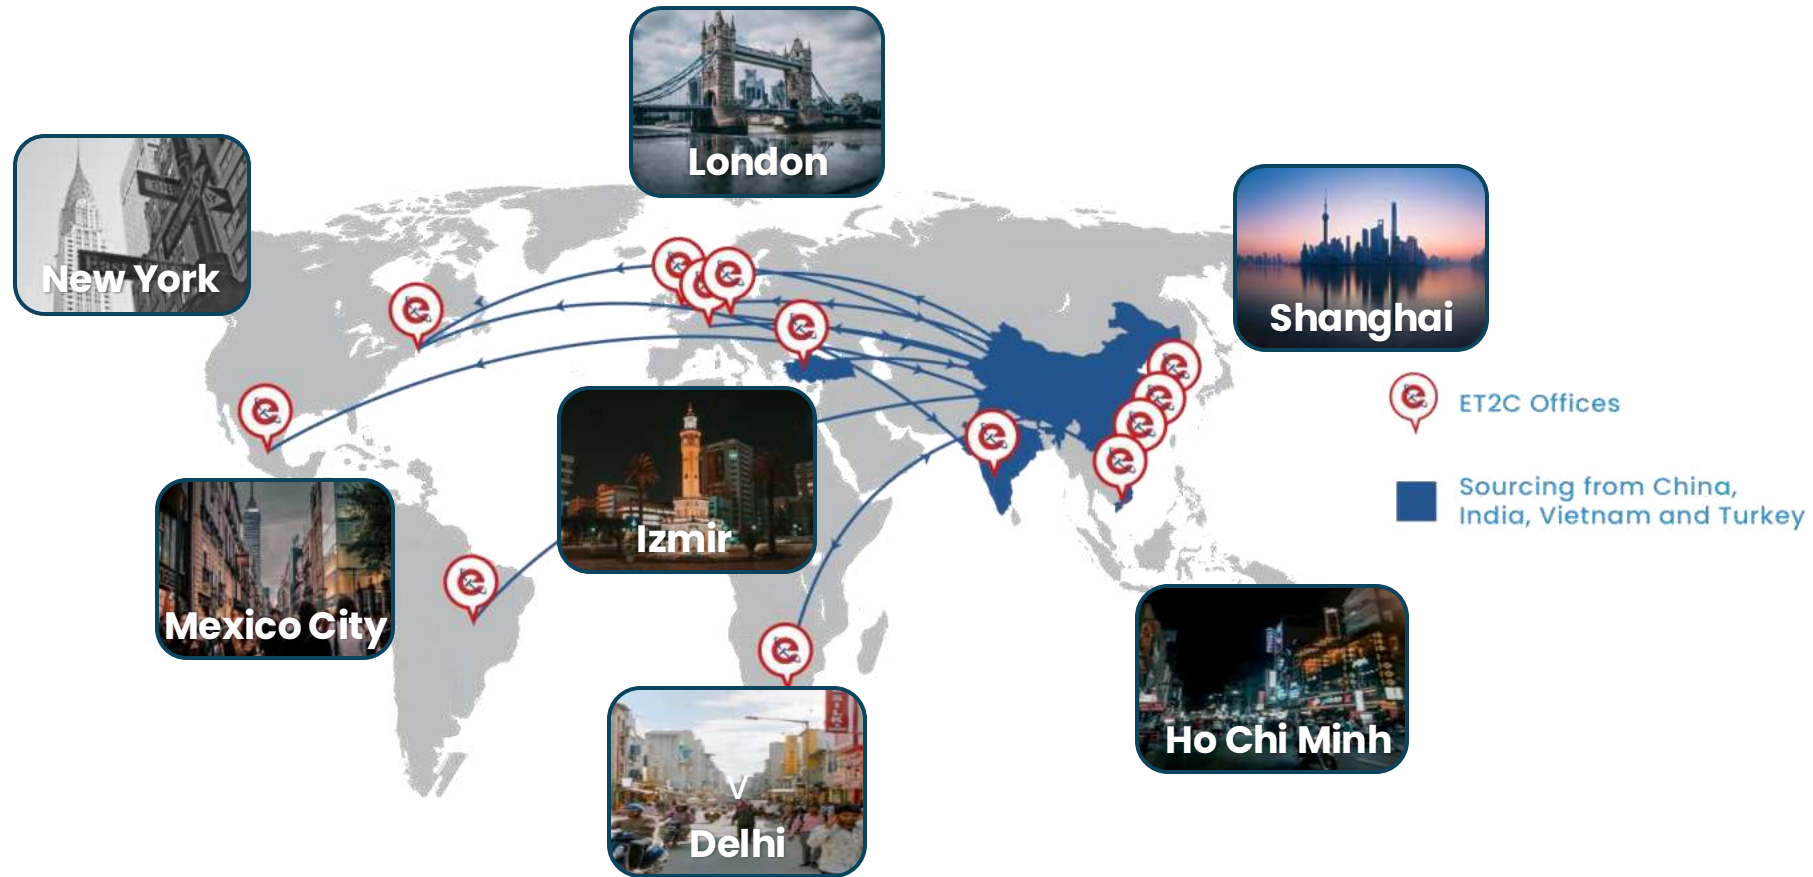 London
New York
Shanghai
ET2C Offices
Sourcing from China,
India, Vietnam and Turkey
Izmir
Mexico City
Ho Chi Minh
SILK
V
Delhi